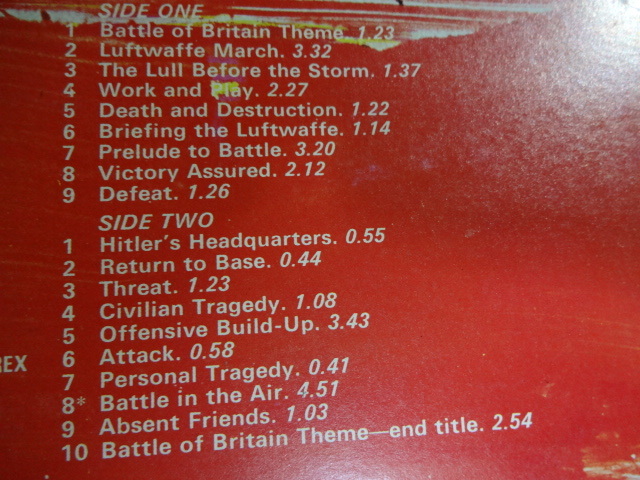 SIDE ONE
1 Battle of Britain Theme. 1.23
2 Luftwaffe March. 3.32
3 The Lull Before the Storm. 1.37
4 Work and Play. 2.27
5 Death and Destruction. 1.22
6 Briefing the Luftwaffe. 1.14
7 Prelude to Battle. 3.20
8 Victory Assured. 2.12
9 Defeat. 1.26
SIDE TWO
1 Hitler's Headquarters. 0.55
2 Return to Base. 0.44
3 Threat. 1.23
4 Civilian Tragedy. 1.08
5 Offensive Build-Up. 3.43
REX 6 Attack. 0.58
7 Personal Tragedy. 0.41
8* Battle in the Air. 4.51
9 Absent Friends. 1.03
10 Battle of Britain Theme—end title. 2.54